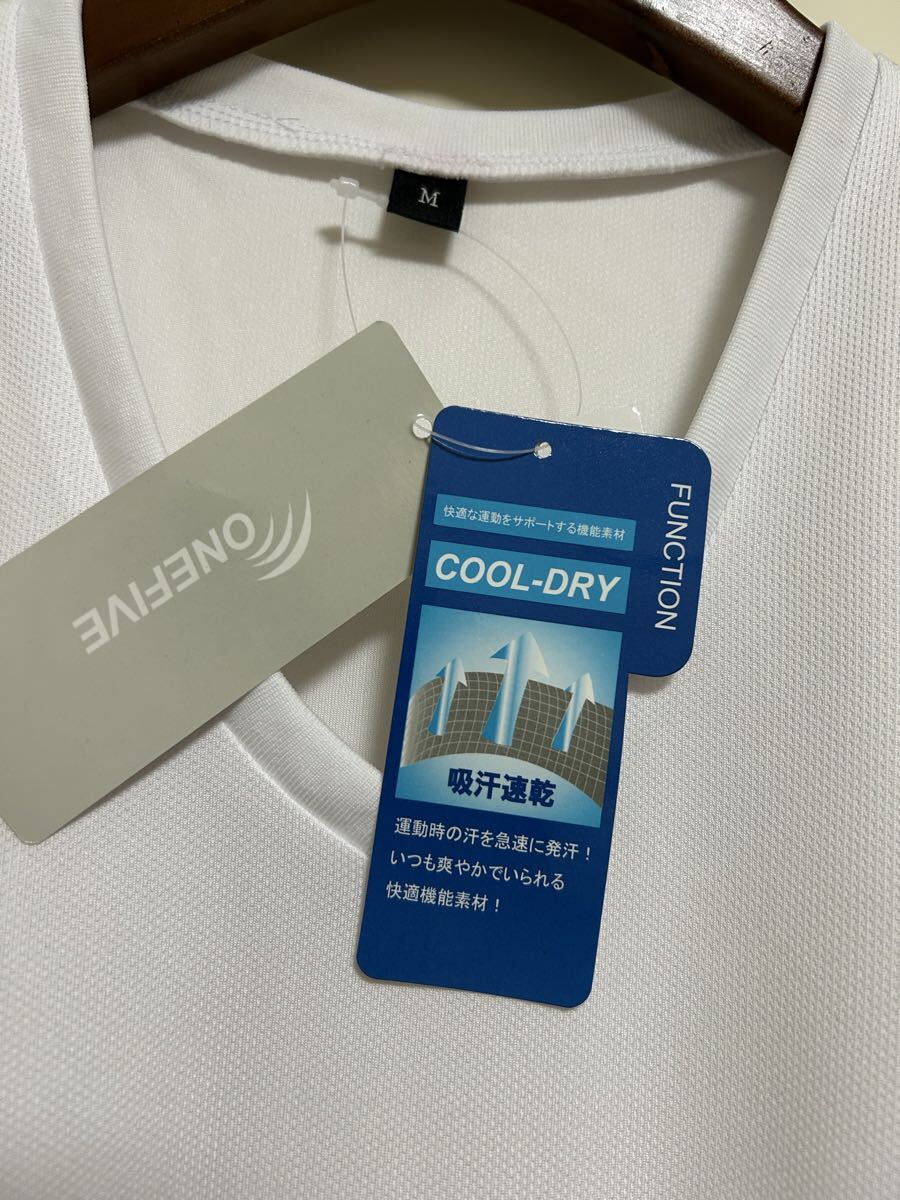 M
ONEFIVE
FUNCTION
快適な運動をサポートする機能素材
COOL-DRY
吸汗速乾
運動時の汗を急速に発汗！
いつも爽やかでいられる
快適機能素材！